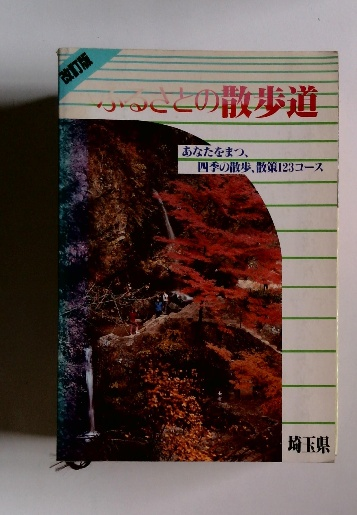 改訂版
ふるさとの散歩道
あなたをまつ、
四季の散歩、散策123コース
埼玉県